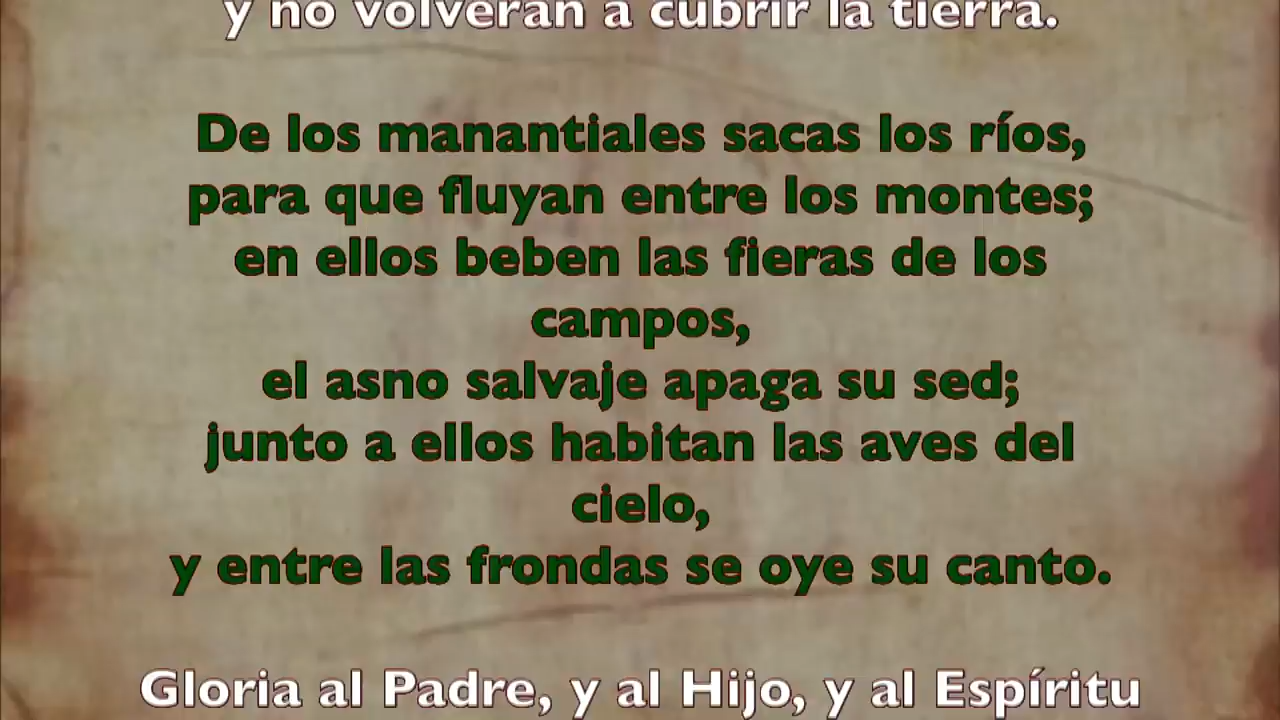 y no volverán a cubrir la tierra.
De los manantiales sacas los ríos,
para que fluyan entre los montes;
en ellos beben las fieras de los
campos,
el asno salvaje apaga su sed;
junto a ellos habitan las aves del
cielo,
y entre las frondas se oye su canto.
Gloria al Padre, y al Hijo, y al Espíritu